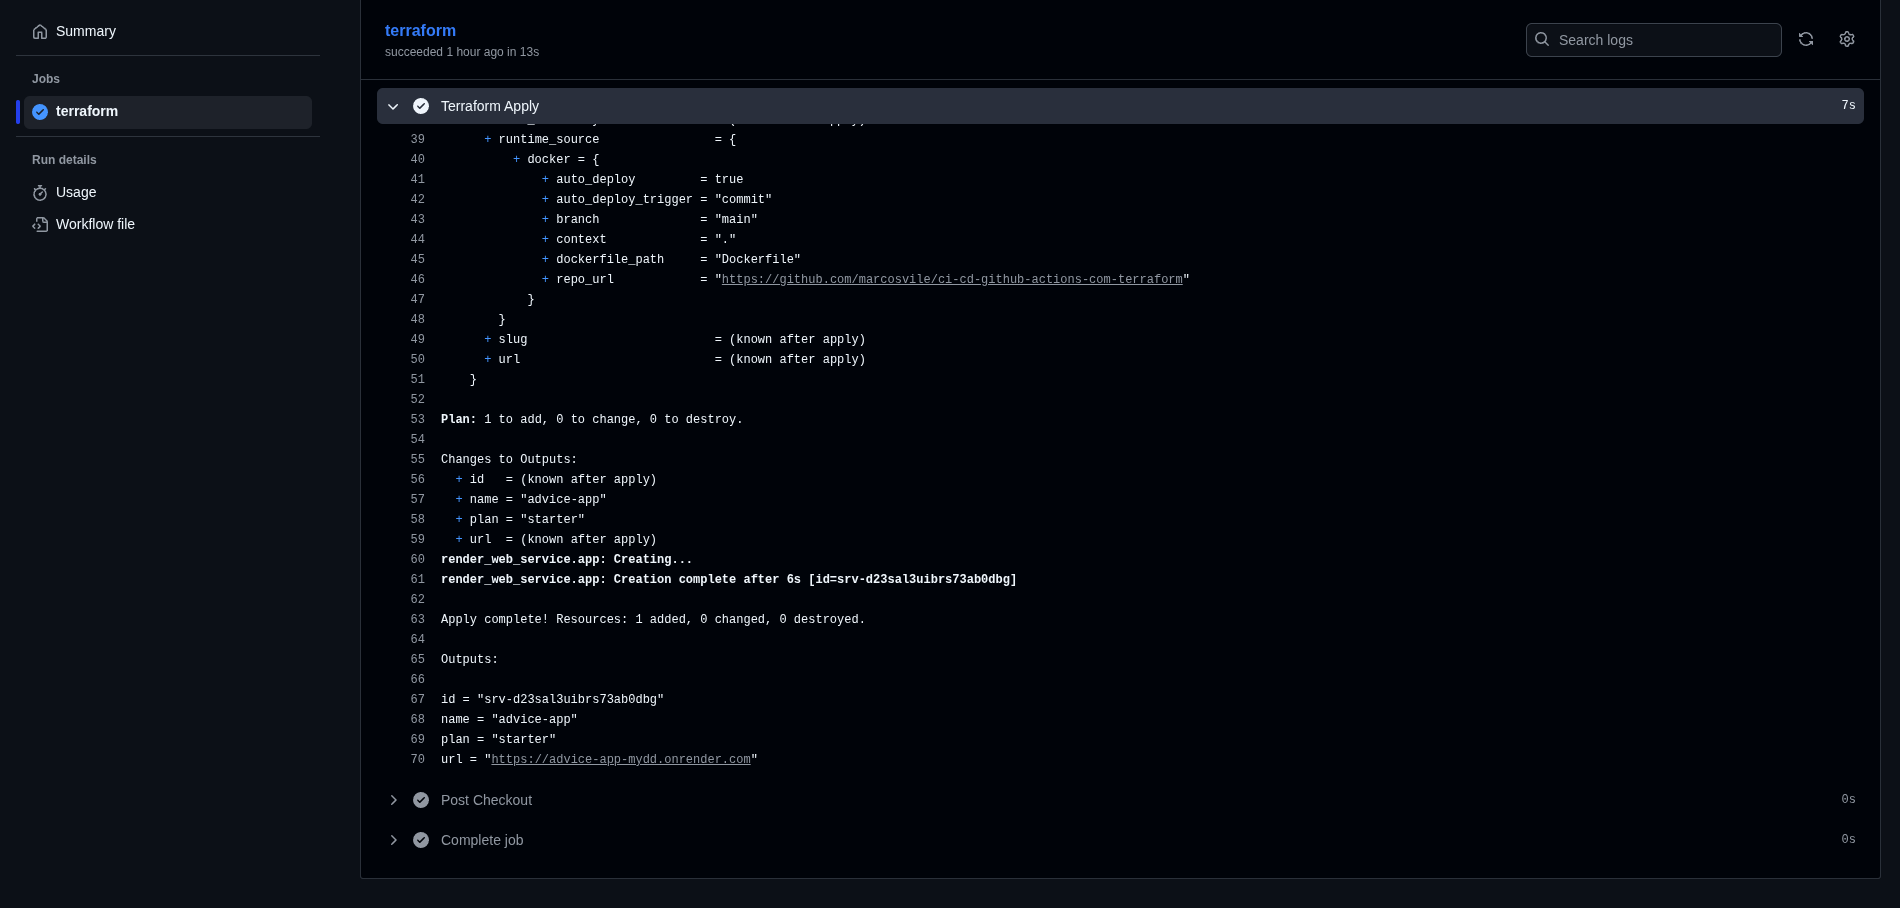 Summary
Jobs
terraform
Run details
Usage
Workflow file
terraform
succeeded 1 hour ago in 13s
Search logs
Terraform Apply 7s
39 + runtime_source = {
40 + docker = {
41 + auto_deploy = true
42 + auto_deploy_trigger = "commit"
43 + branch = "main"
44 + context = "."
45 + dockerfile_path = "Dockerfile"
46 + repo_url = "https://github.com/marcosvile/ci-cd-github-actions-com-terraform"
47 }
48 }
49 + slug = (known after apply)
50 + url = (known after apply)
51 }
52
53 Plan: 1 to add, 0 to change, 0 to destroy.
54
55 Changes to Outputs:
56 + id = (known after apply)
57 + name = "advice-app"
58 + plan = "starter"
59 + url = (known after apply)
60 render_web_service.app: Creating...
61 render_web_service.app: Creation complete after 6s [id=srv-d23sal3uibrs73ab0dbg]
62
63 Apply complete! Resources: 1 added, 0 changed, 0 destroyed.
64
65 Outputs:
66
67 id = "srv-d23sal3uibrs73ab0dbg"
68 name = "advice-app"
69 plan = "starter"
70 url = "https://advice-app-mydd.onrender.com"
Post Checkout 0s
Complete job 0s